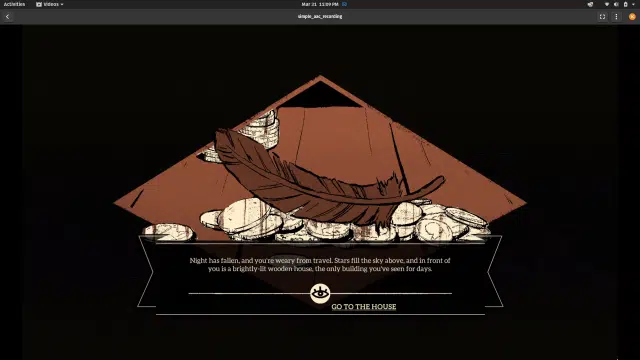 Activities
Videos
Mar 31 11:59 PM
simple_aac_recording
Night has fallen, and you're weary from travel. Stars fill the sky above, and in front of
you is a brightly-lit wooden house, the only building you've seen for days.
GO TO THE HOUSE